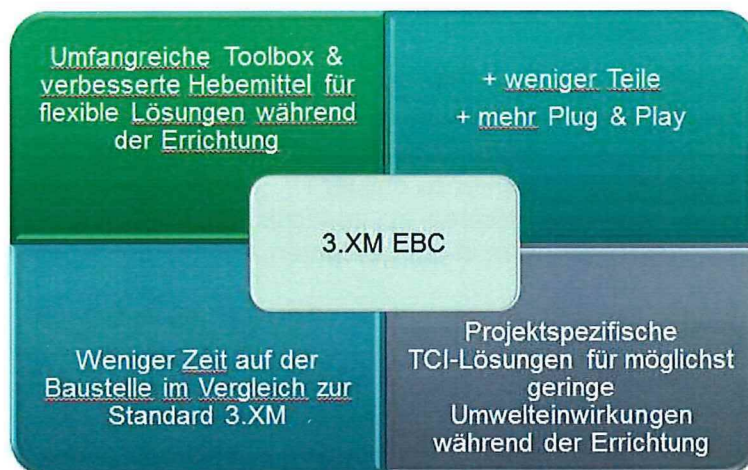 Umfangreiche Toolbox &
verbesserte Hebemittel für
flexible Lösungen während
der Errichtung
+ weniger Teile
+ mehr Plug & Play
3.XM EBC
Weniger Zeit auf der
Baustelle im Vergleich zur
Standard 3.XM
Projektspezifische
TCI-Lösungen für möglichst
geringe
Umwelteinwirkungen
während der Errichtung